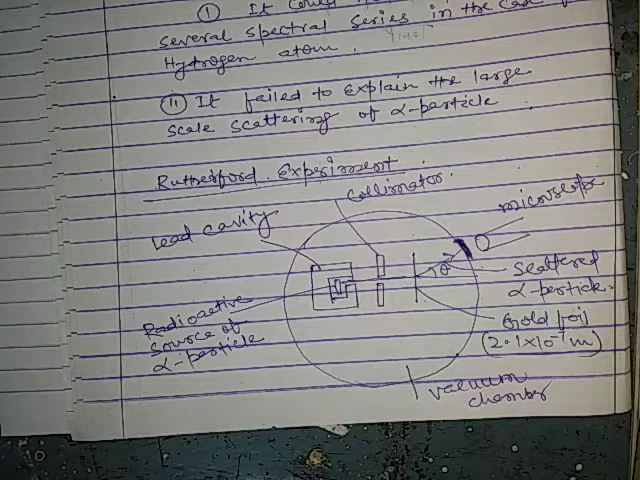 (i) It could
several spectral series in the case
Hydrogen atom.
(ii) It failed to explain the large
scale scattering of α-particle.
Rutherford. Experiment
Collimator.
Lead cavity
microscope
θ
Scattered
α-particle.
Radioactive
source of
α-particle
Gold foil
(2.1×10⁻⁷m)
vacuum
chamber